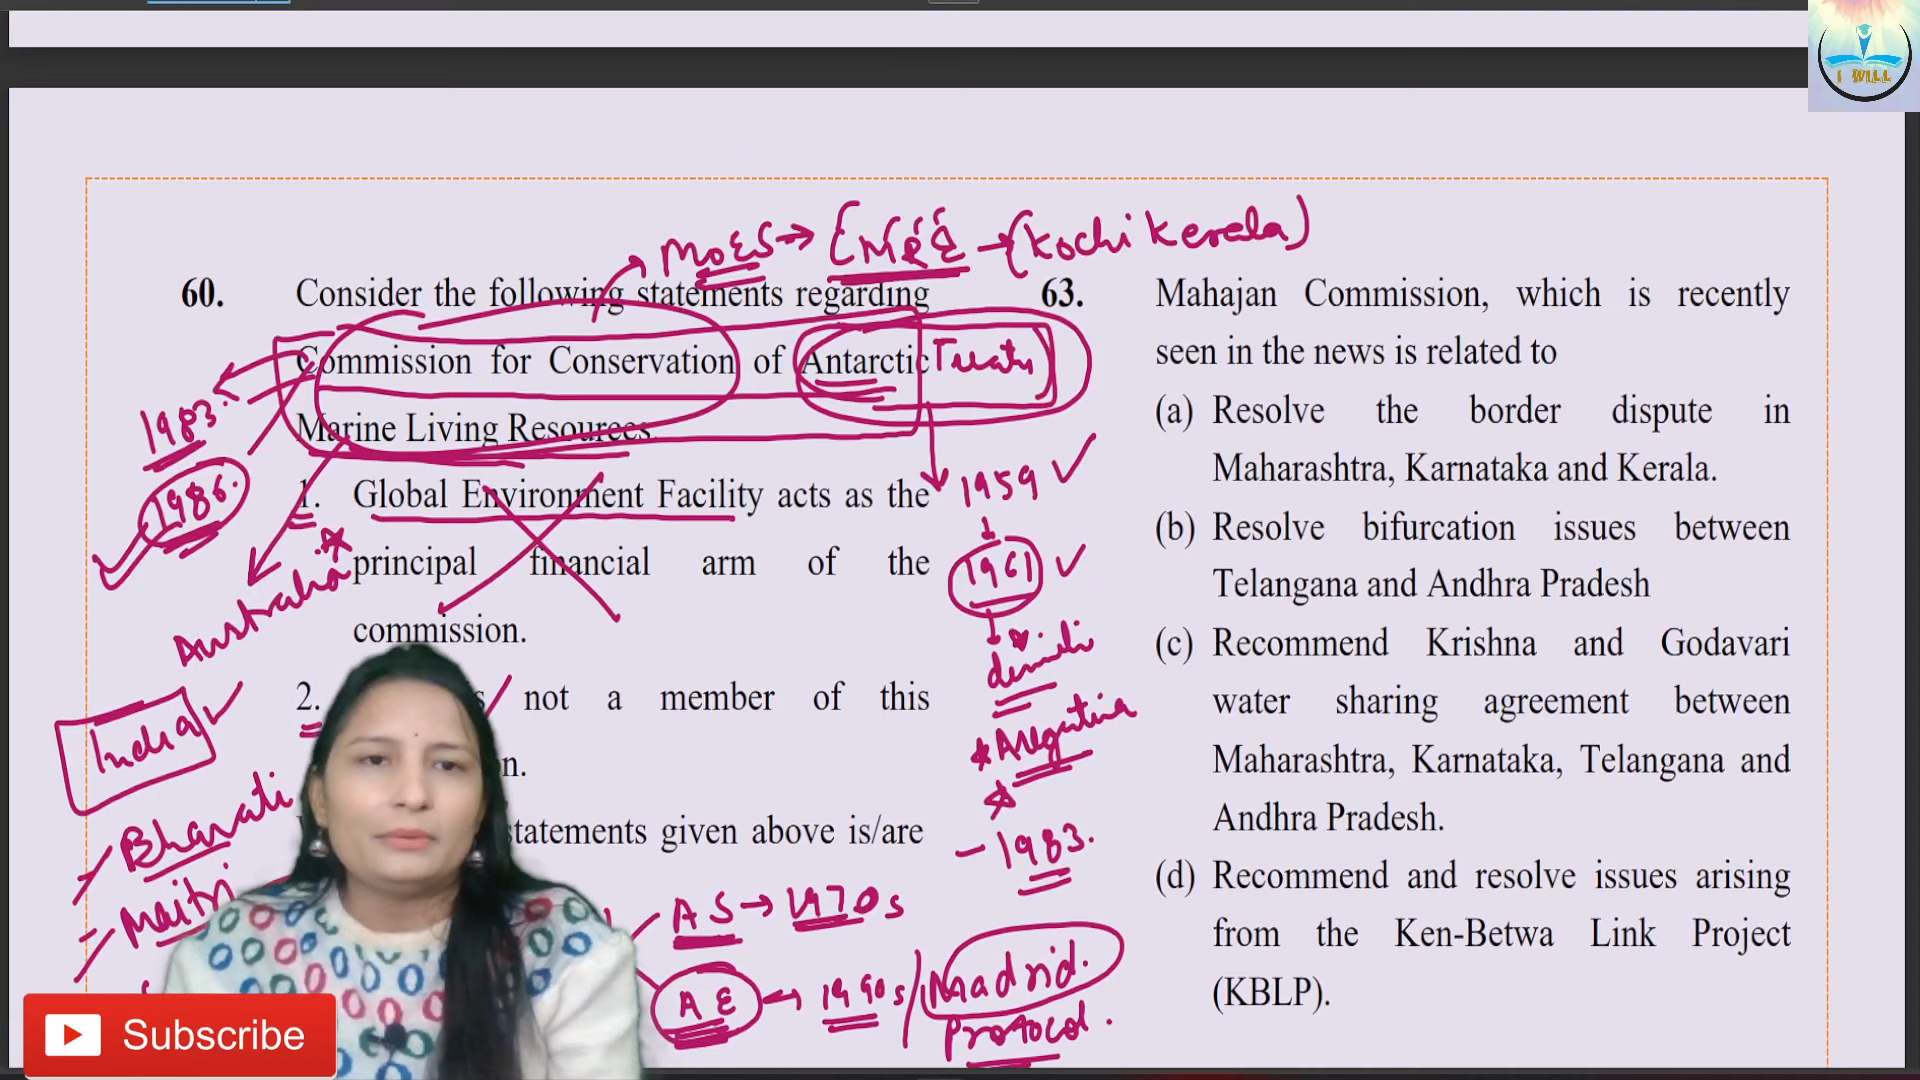 I WILL
MoES → CMLRE → (Kochi Kerala)
60. Consider the following statements regarding
Commission for Conservation of Antarctic Treaty
Marine Living Resources.
1983.
1986.
Australia
1. Global Environment Facility acts as the
principal financial arm of the
commission.
2. not a member of this
n.
statements given above is/are
1959
1961
- 1983.
India
Bharati
Maitri
AS → 1970s
AE 1990s / Madrid
Protocol.
63. Mahajan Commission, which is recently
seen in the news is related to
(a) Resolve the border dispute in
Maharashtra, Karnataka and Kerala.
(b) Resolve bifurcation issues between
Telangana and Andhra Pradesh
(c) Recommend Krishna and Godavari
water sharing agreement between
Maharashtra, Karnataka, Telangana and
Andhra Pradesh.
(d) Recommend and resolve issues arising
from the Ken-Betwa Link Project
(KBLP).
Subscribe